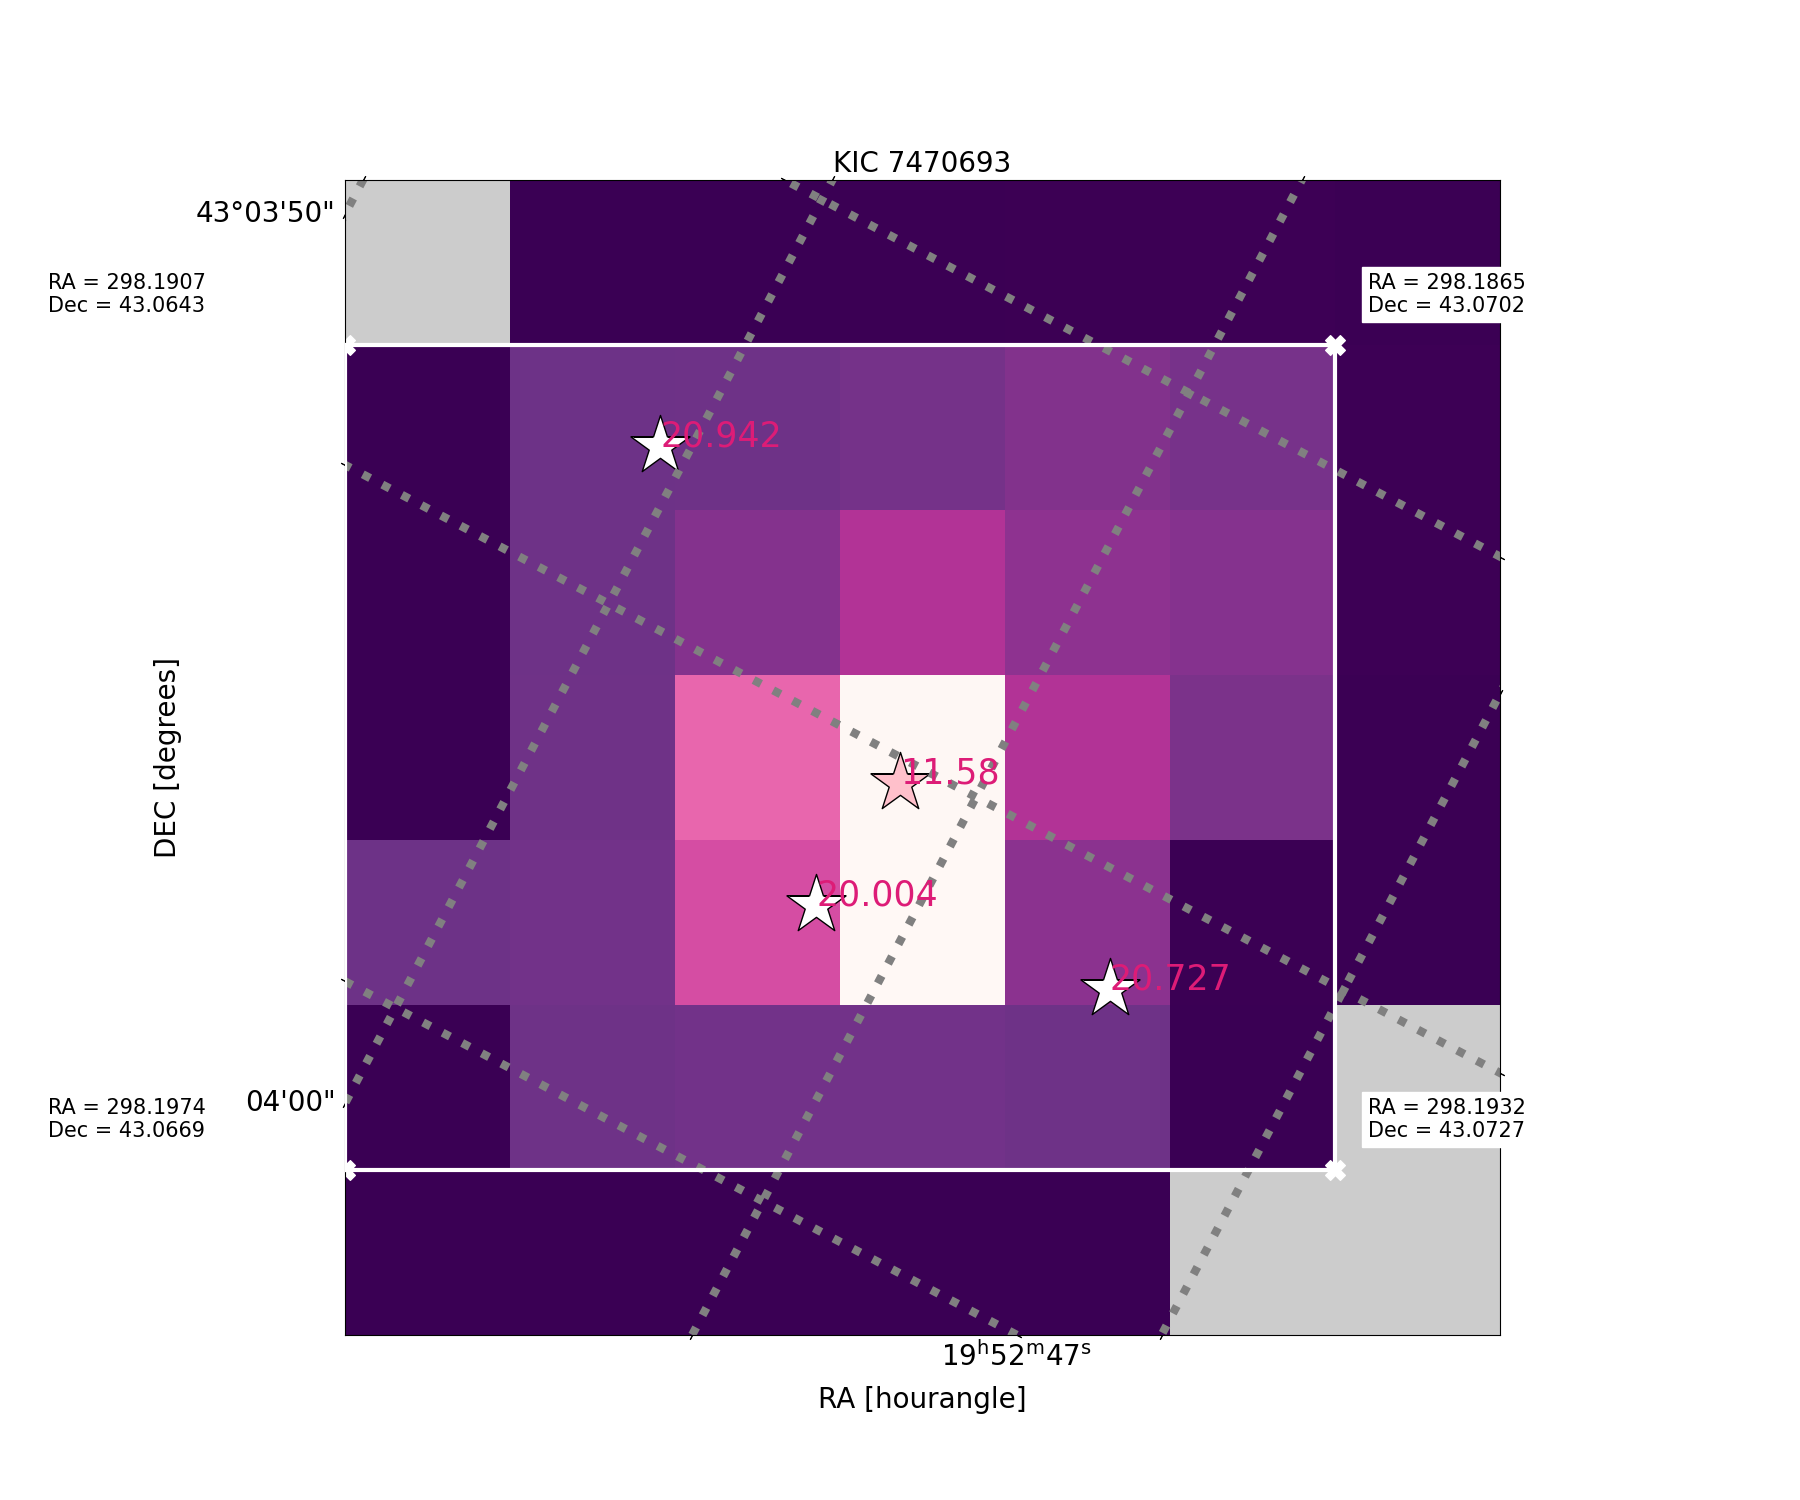 KIC 7470693
43°03'50"
RA = 298.1907
Dec = 43.0643
RA = 298.1865
Dec = 43.0702
20.942
11.58
20.004
20.727
DEC [degrees]
04'00"
RA = 298.1974
Dec = 43.0669
RA = 298.1932
Dec = 43.0727
19ʰ52ᵐ47ˢ
RA [hourangle]